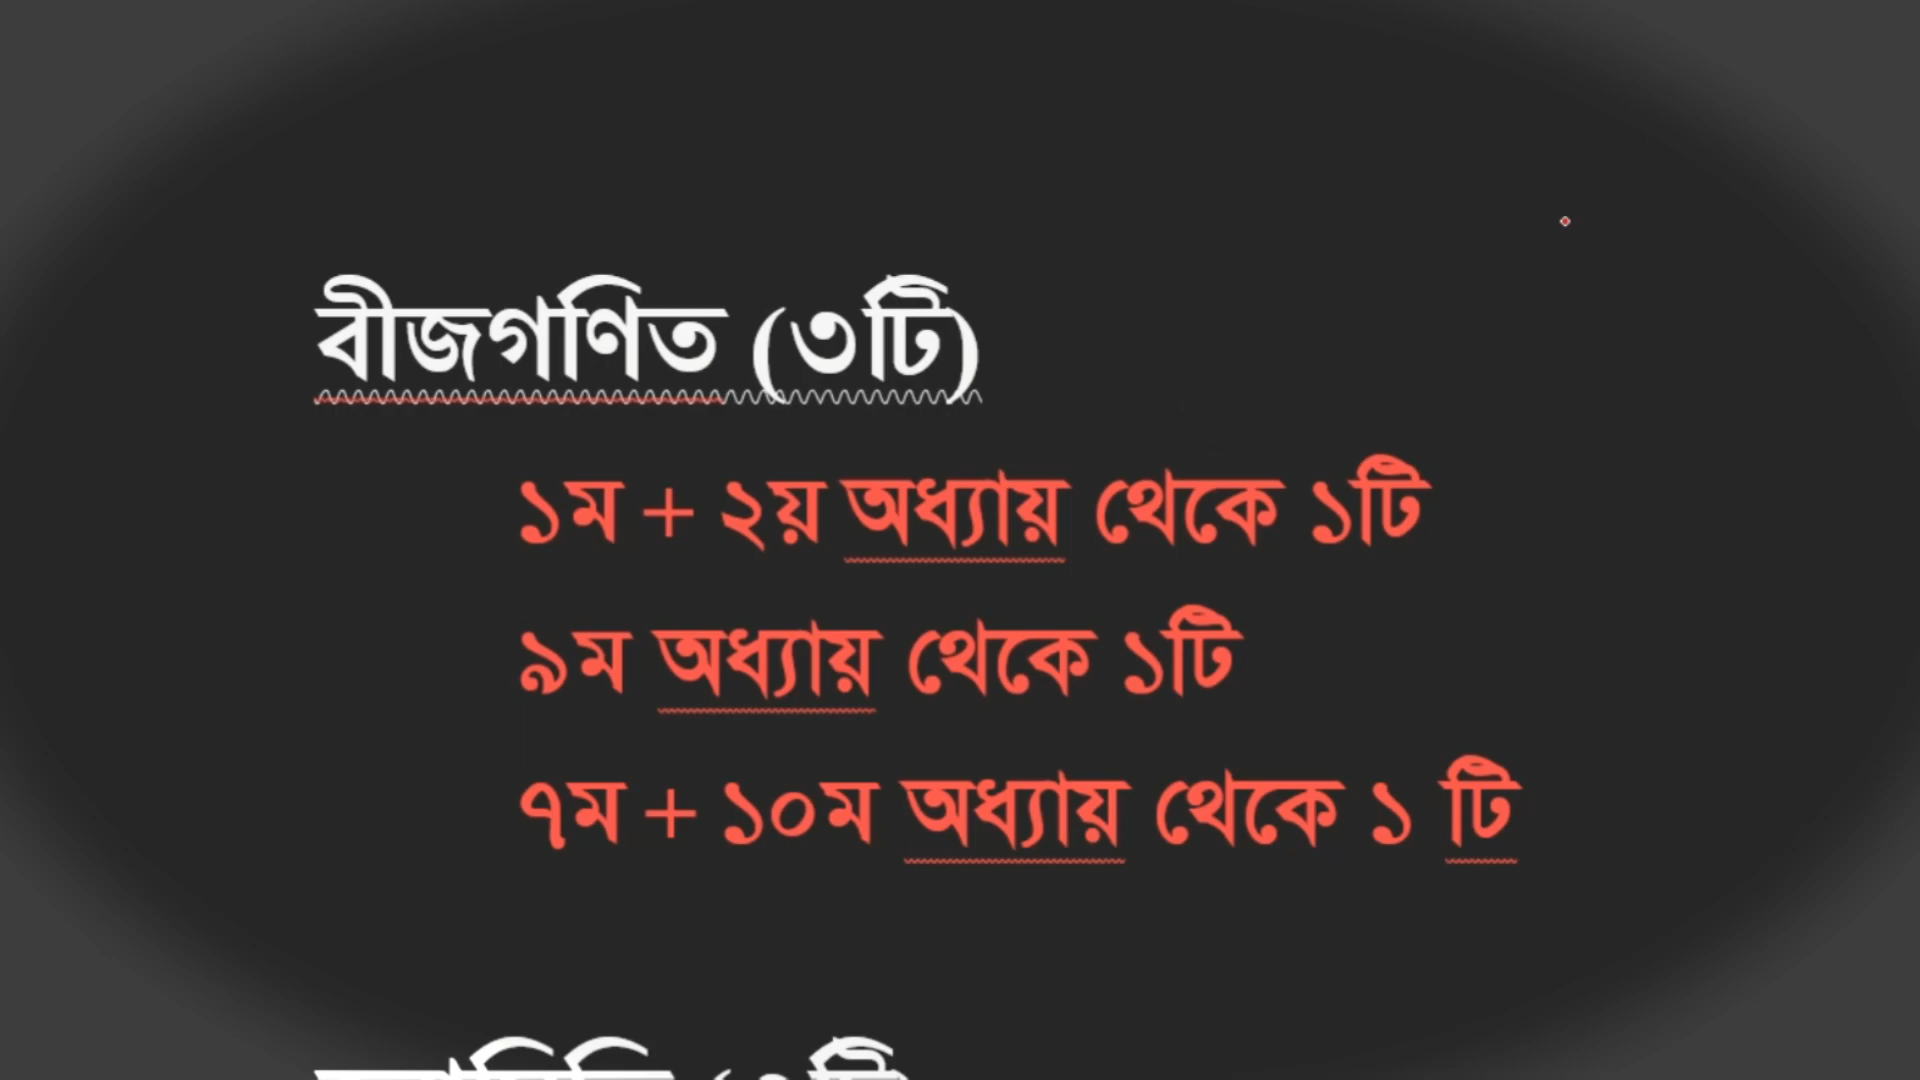 বীজগণিত (৩টি)
১ম + ২য় অধ্যায় থেকে ১টি
৯ম অধ্যায় থেকে ১টি
৭ম + ১০ম অধ্যায় থেকে ১ টি